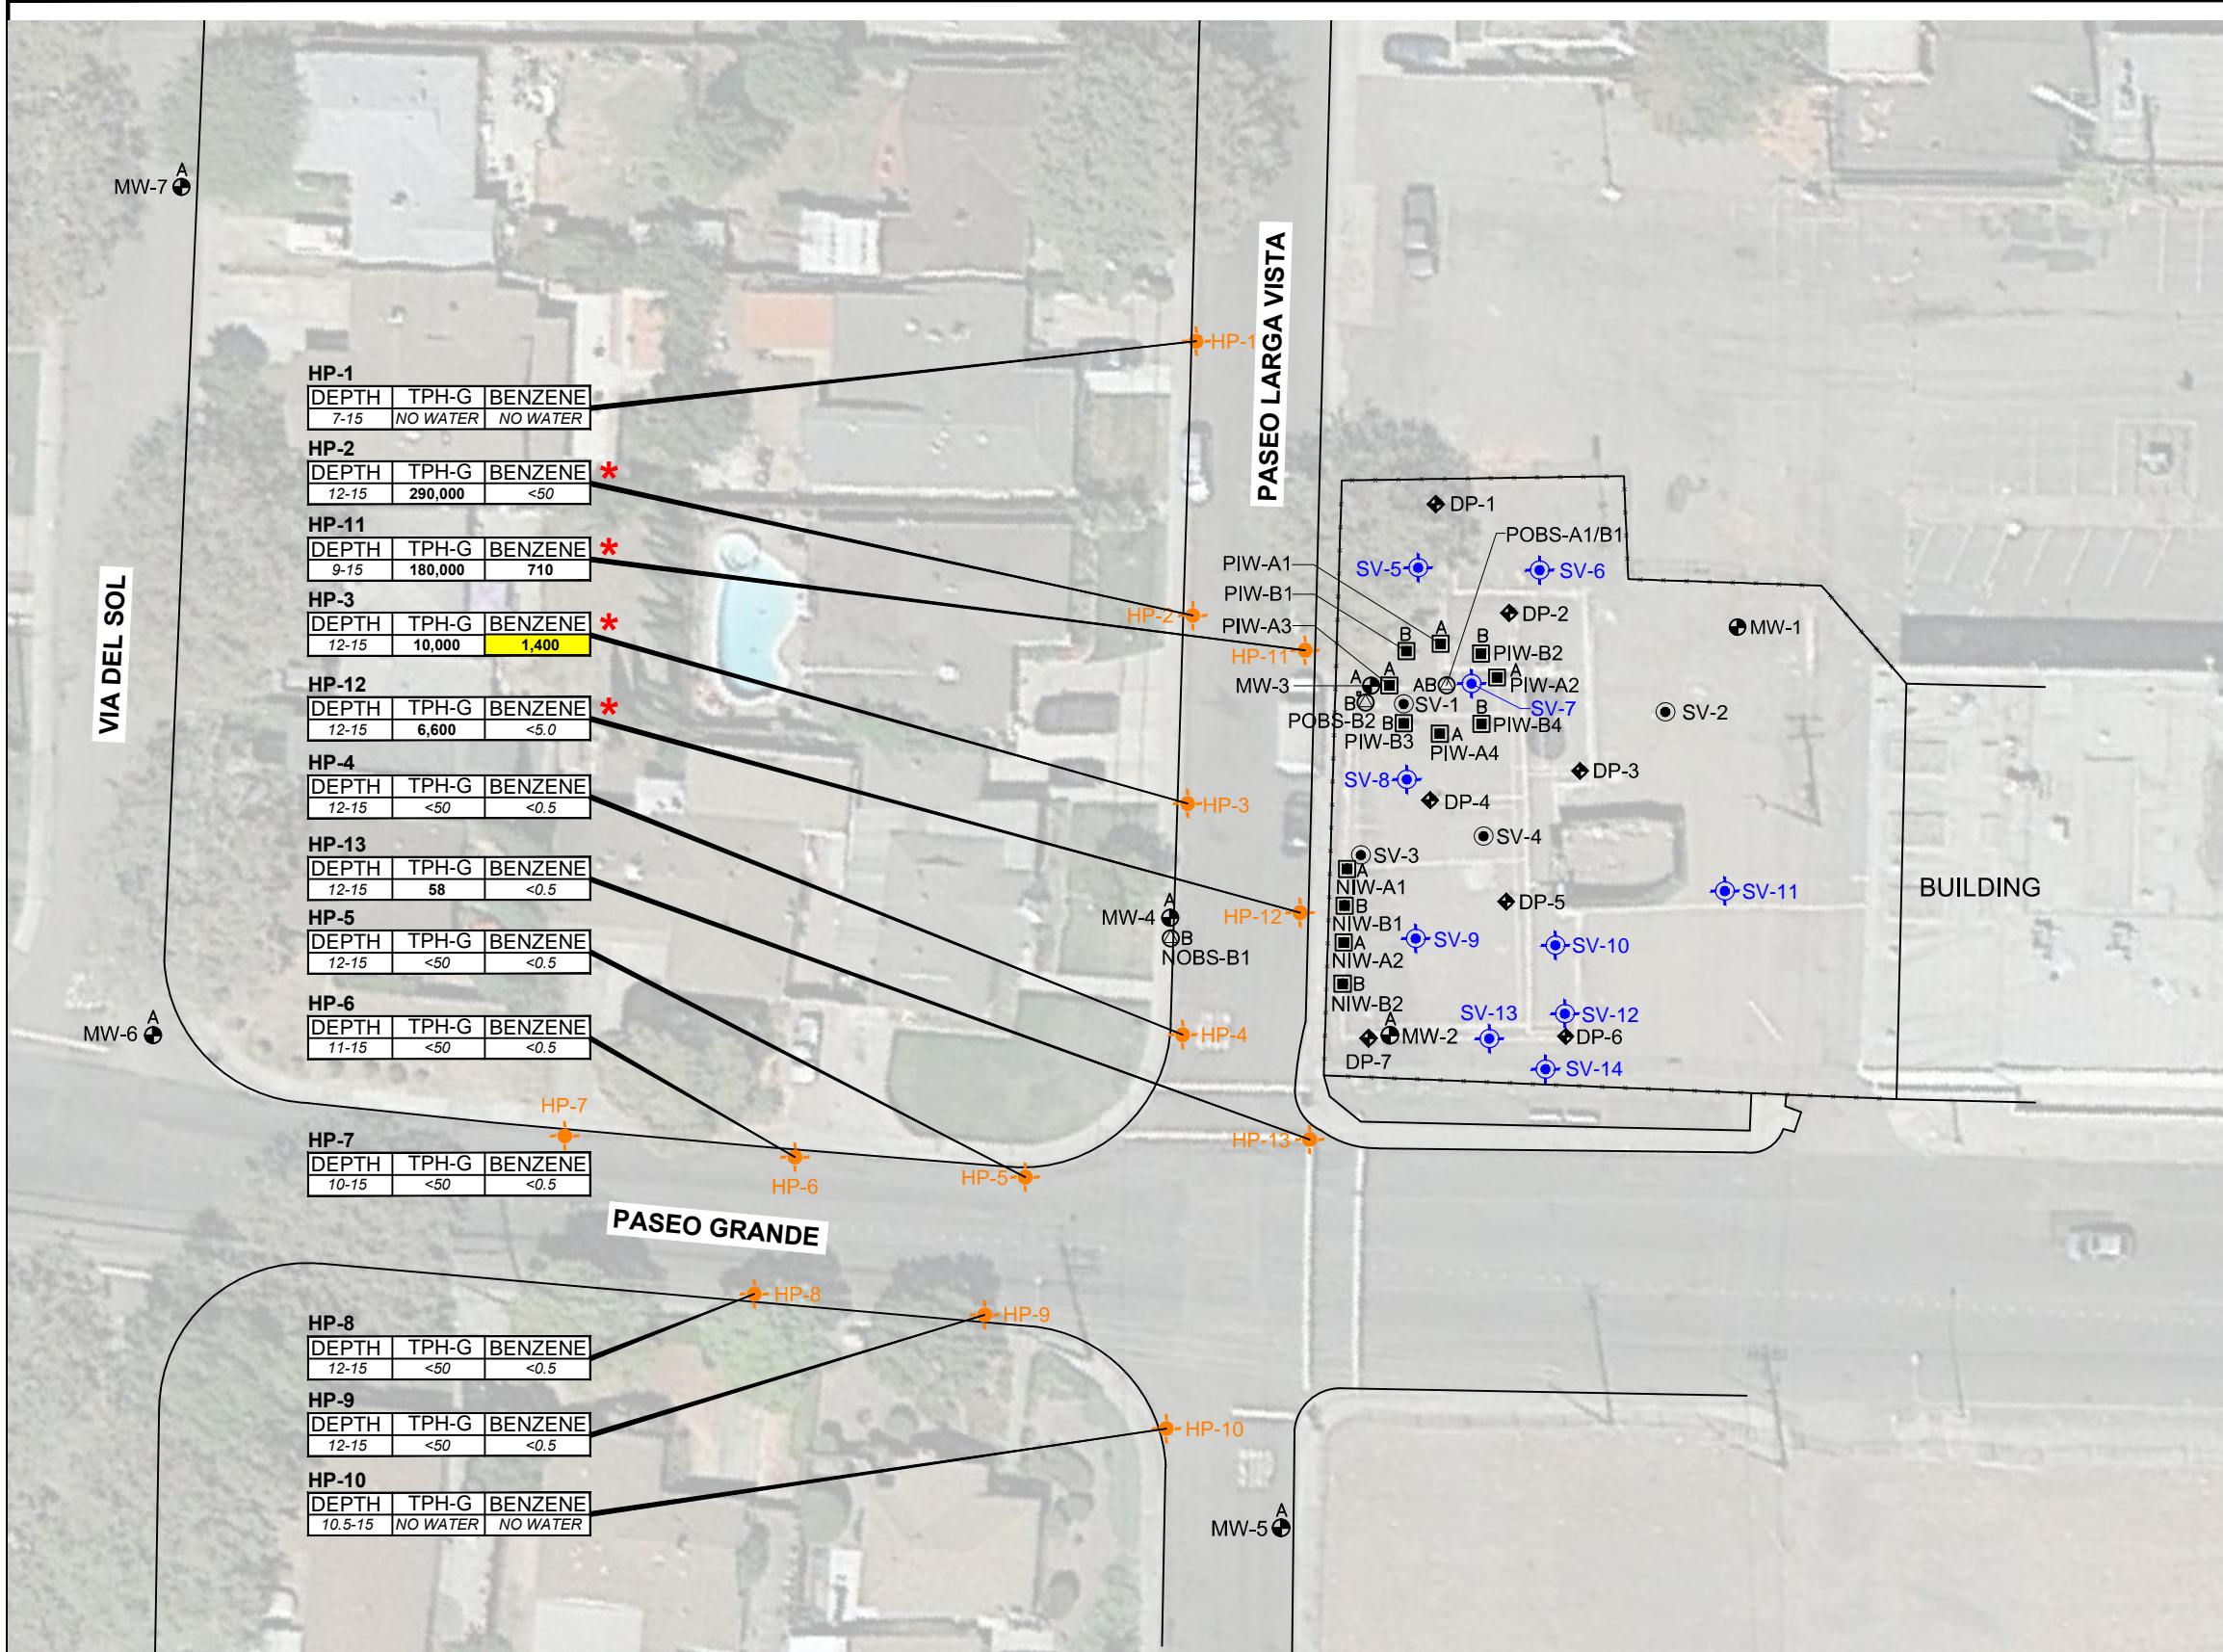 MW-7
A
HP-1
PASEO LARGA VISTA
HP-1
DEPTH TPH-G BENZENE
7-15 NO WATER NO WATER
HP-2
DEPTH TPH-G BENZENE *
12-15 290,000 <50
HP-11
DEPTH TPH-G BENZENE *
9-15 180,000 710
HP-3
DEPTH TPH-G BENZENE *
12-15 10,000 1,400
HP-12
DEPTH TPH-G BENZENE *
12-15 6,600 <5.0
HP-4
DEPTH TPH-G BENZENE
12-15 <50 <0.5
HP-13
DEPTH TPH-G BENZENE
12-15 58 <0.5
HP-5
DEPTH TPH-G BENZENE
12-15 <50 <0.5
HP-6
DEPTH TPH-G BENZENE
11-15 <50 <0.5
HP-7
HP-7
DEPTH TPH-G BENZENE
10-15 <50 <0.5
HP-8
DEPTH TPH-G BENZENE
12-15 <50 <0.5
HP-9
DEPTH TPH-G BENZENE
12-15 <50 <0.5
HP-10
DEPTH TPH-G BENZENE
10.5-15 NO WATER NO WATER
VIA DEL SOL
A
MW-6
PASEO GRANDE
HP-2
HP-11
HP-3
HP-12
A
MW-4
B
NOBS-B1
HP-4
HP-13
HP-5
HP-6
HP-8
HP-9
HP-10
A
MW-5
DP-1
POBS-A1/B1
SV-5
SV-6
PIW-A1
PIW-B1
PIW-A3
DP-2
MW-1
B
A
B
PIW-B2
A
PIW-A2
MW-3
A
A
AB
SV-7
B
SV-1
SV-2
POBS-B2
B
PIW-B3
A
PIW-A4
B
PIW-B4
SV-8
DP-3
DP-4
SV-4
SV-3
A
NIW-A1
B
NIW-B1
A
NIW-A2
B
NIW-B2
DP-5
SV-11
BUILDING
SV-9
SV-10
SV-13
SV-12
A
MW-2
DP-7
DP-6
SV-14